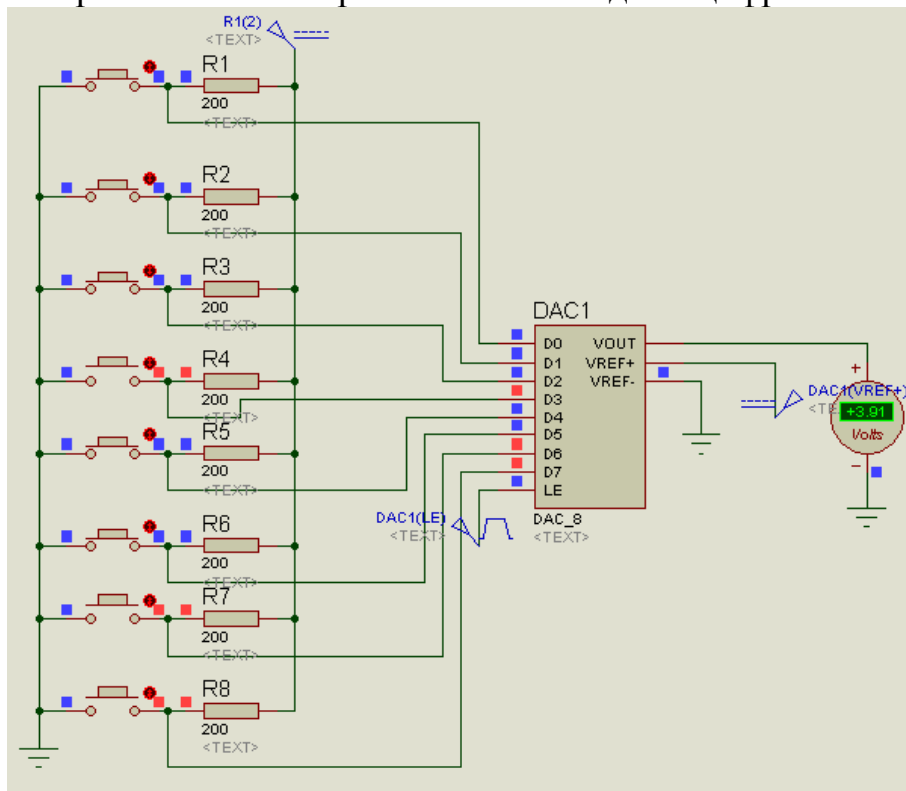 R1(2)
<TEXT>
R1
200
<TEXT>
R2
200
<TEXT>
R3
200
<TEXT>
R4
200
<TEXT>
R5
200
<TEXT>
R6
200
<TEXT>
R7
200
<TEXT>
R8
200
<TEXT>
DAC1
D0 VOUT
D1 VREF+
D2 VREF-
D3
D4
D5
D6
D7
LE
DAC_8
<TEXT>
DAC1(LE)
<TEXT>
DAC1(VREF+)
+3.91
Volts